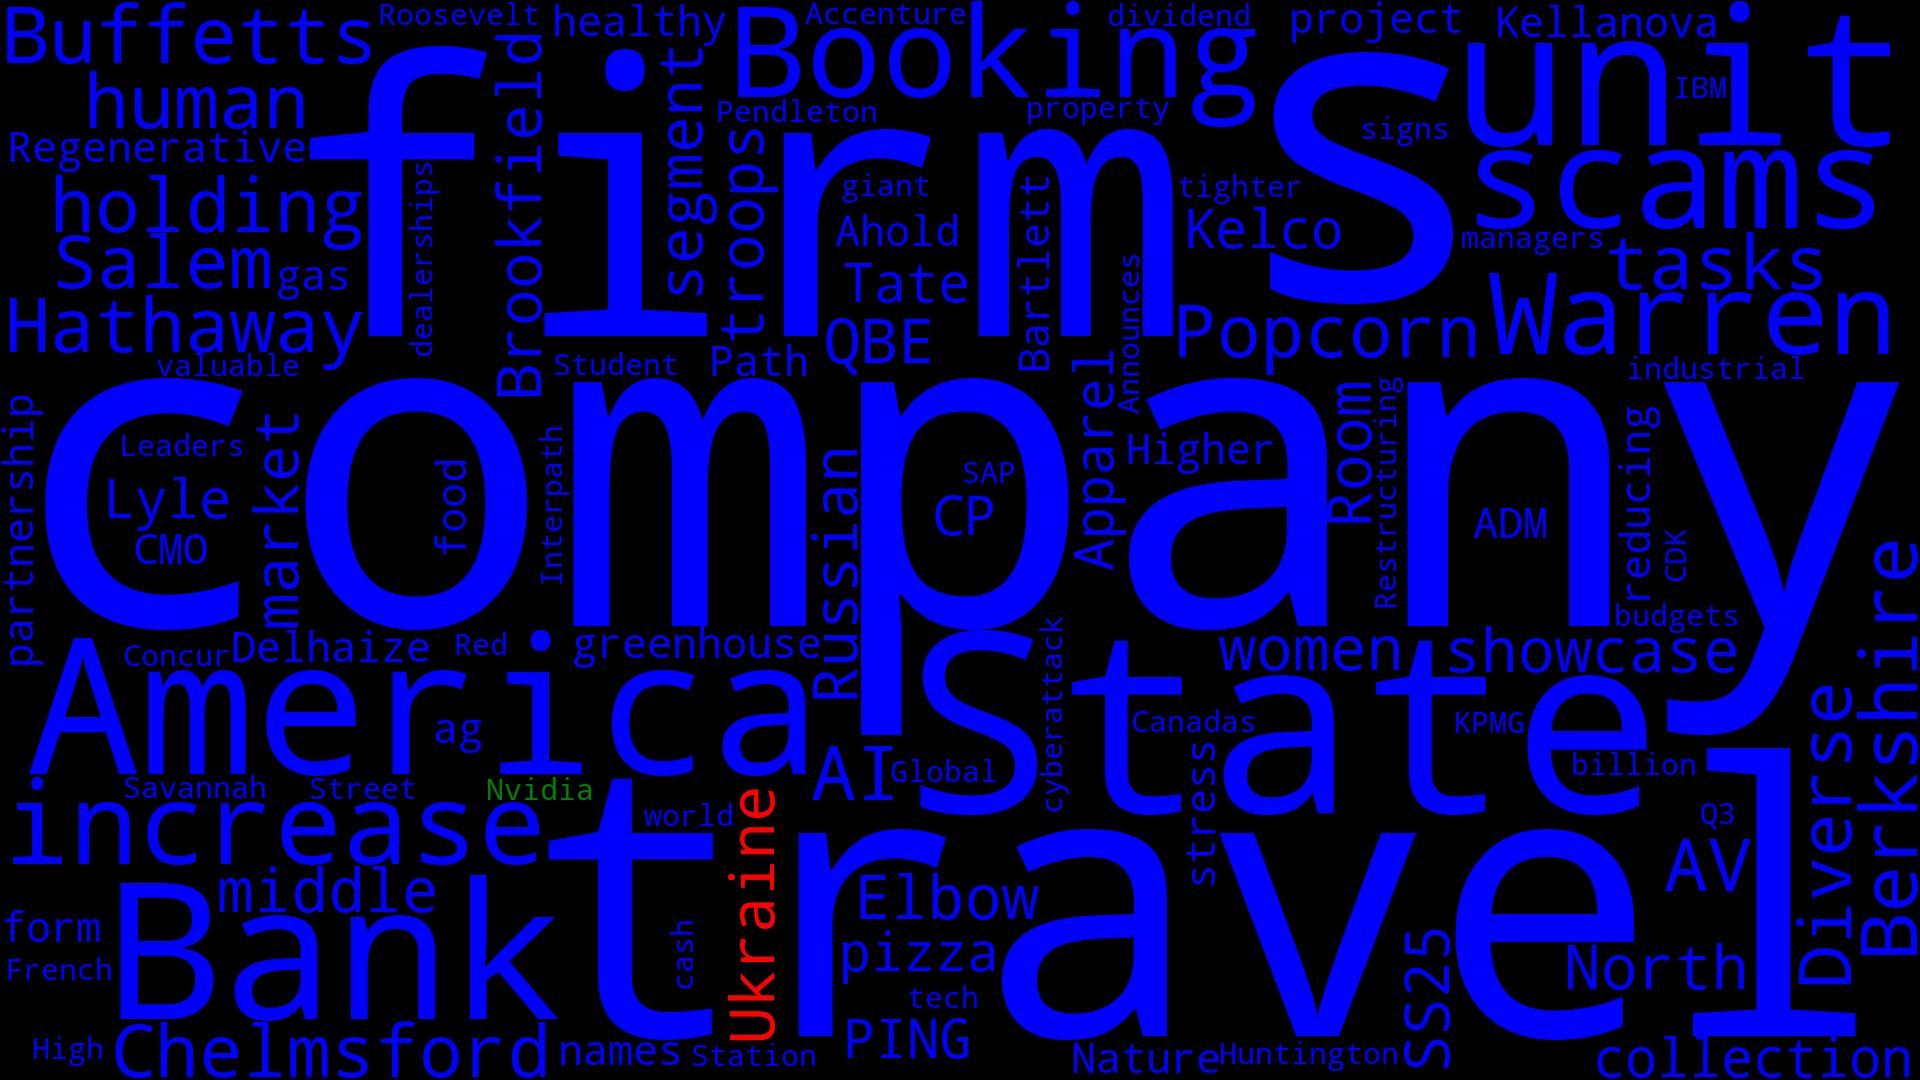 Buffetts
Roosevelt
healthy
Booking
Accenture
dividend
project
Kellanova
unit
human
firm
s
IBM
Pendleton
property
signs
Regenerative
Brookfield
segment
troops
scams
holding
dealerships
giant
Bartlett
tighter
Ahold
Kelco
managers
tasks
Salem
gas
Tate
Announces
Warren
Hathaway
QBE
Popcorn
valuable
Student
Path
industrial
company
partnership
Leaders
market
food
Interpath
Russian
SAP
CP
Apparel
Higher
Room
Restructuring
ADM
reducing
CDK
Lyle
CMO
budgets
Berkshire
Concur
Delhaize
Red
greenhouse
state
cyberattack
women
showcase
America
ag
Canadas
KPMG
Diverse
AI
Global
stress
billion
Savannah
Street
Nvidia
world
Q3
increase
travel
Ukraine
AV
middle
Elbow
Bank
cash
pizza
SS25
North
form
French
tech
High
Chelmsford
names
Station
PING
Nature
Huntington
collection